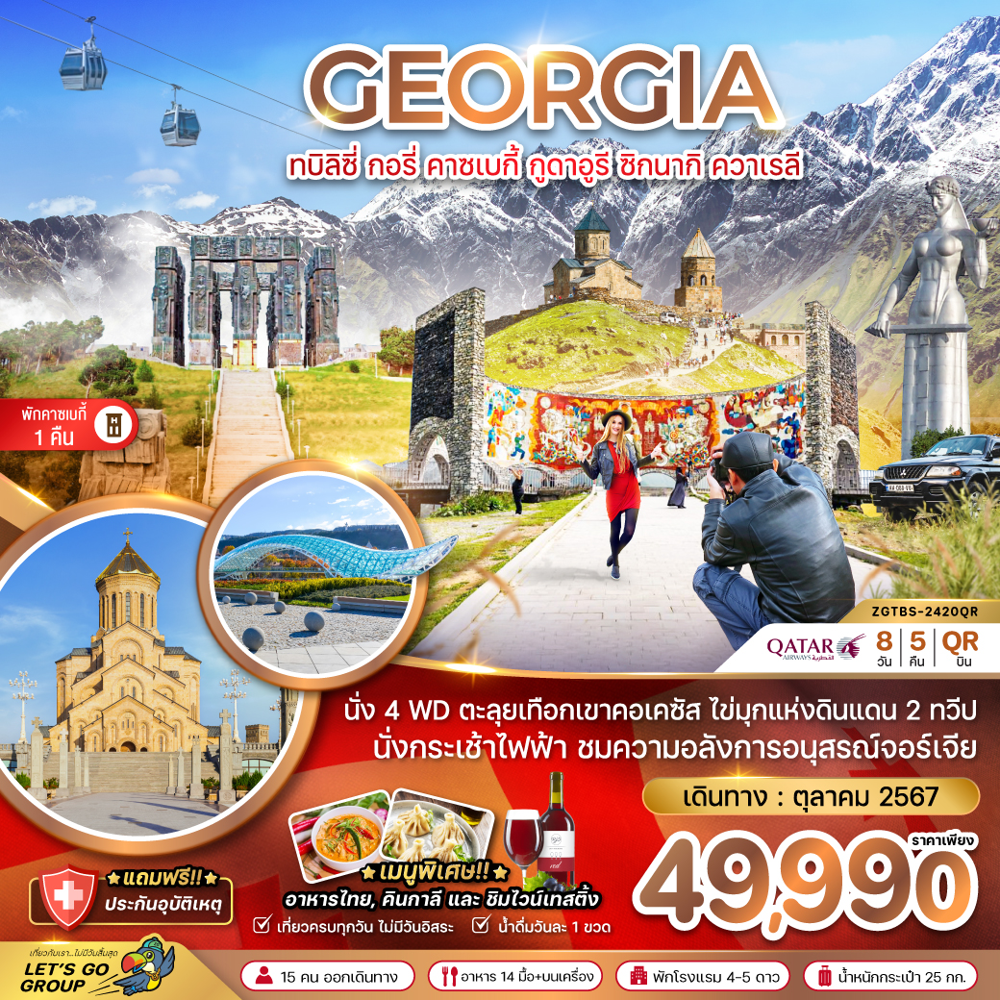 GEORGIA
ทบิลิซี่ กอรี่ คาซเบกี้ กูดาอูรี ซิกนากิ ควาเรลี
พักคาซเบกี้
1 คืน
ZGTBS-2420QR
QATAR
AIRWAYS القطرية
8 วัน
5 คืน
QR บิน
นั่ง 4 WD ตะลุยเทือกเขาคอเคซัส ไข่มุกแห่งดินแดน 2 ทวีป
นั่งกระเช้าไฟฟ้า ชมความอลังการอนุสรณ์จอร์เจีย
เดินทาง : ตุลาคม 2567
ราคาเพียง
49,990
red
เมนูพิเศษ!!
อาหารไทย, คินกาลี และ ชิมไวน์เทสติ้ง
เที่ยวครบทุกวัน ไม่มีวันอิสระ
น้ำดื่มวันละ 1 ขวด
แถมฟรี!!
ประกันอุบัติเหตุ
เที่ยวกับเรา...ไม่มีวันสิ้นสุด
LET'S GO
GROUP
15 คน ออกเดินทาง
อาหาร 14 มื้อ+บนเครื่อง
พักโรงแรม 4-5 ดาว
น้ำหนักกระเป๋า 25 กก.